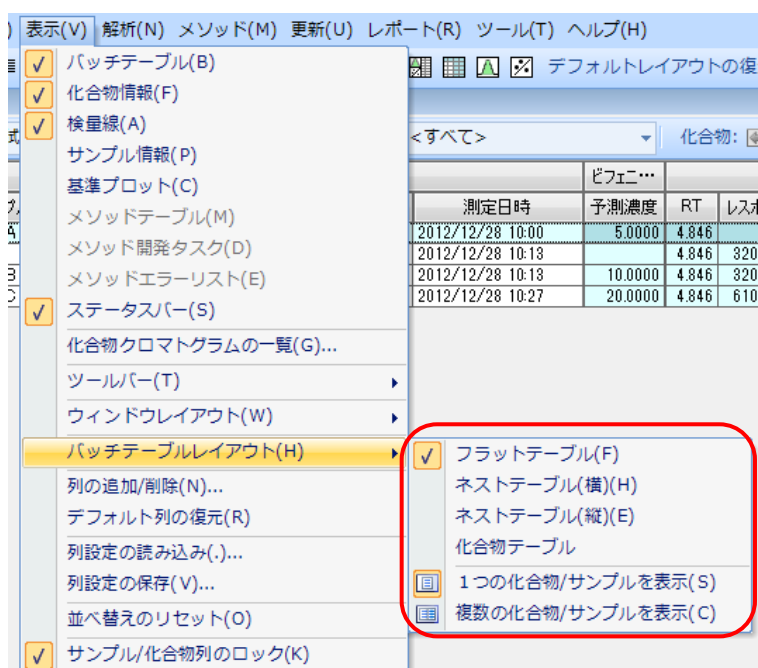 ) 表示(V) 解析(N) メソッド(M) 更新(U) レポート(R) ツール(T) ヘルプ(H)
バッチテーブル(B)
デフォルトレイアウトの復
化合物情報(F)
検量線(A)
式
<すべて>
化合物:
サンプル情報(P)
ビフェニ…
基準プロット(C)
測定日時 予測濃度 RT レスポ
メソッドテーブル(M)
2012/12/28 10:00 5.0000 4.846
メソッド開発タスク(D)
2012/12/28 10:13 4.846 320
メソッドエラーリスト(E)
2012/12/28 10:13 10.0000 4.846 320
2012/12/28 10:27 20.0000 4.846 610
ステータスバー(S)
化合物クロマトグラムの一覧(G)...
ツールバー(T)
ウィンドウレイアウト(W)
バッチテーブルレイアウト(H)
フラットテーブル(F)
ネストテーブル(横)(H)
ネストテーブル(縦)(E)
化合物テーブル
1つの化合物/サンプルを表示(S)
複数の化合物/サンプルを表示(C)
列の追加/削除(N)...
デフォルト列の復元(R)
列設定の読み込み(.)...
列設定の保存(V)...
並べ替えのリセット(O)
サンプル/化合物列のロック(K)